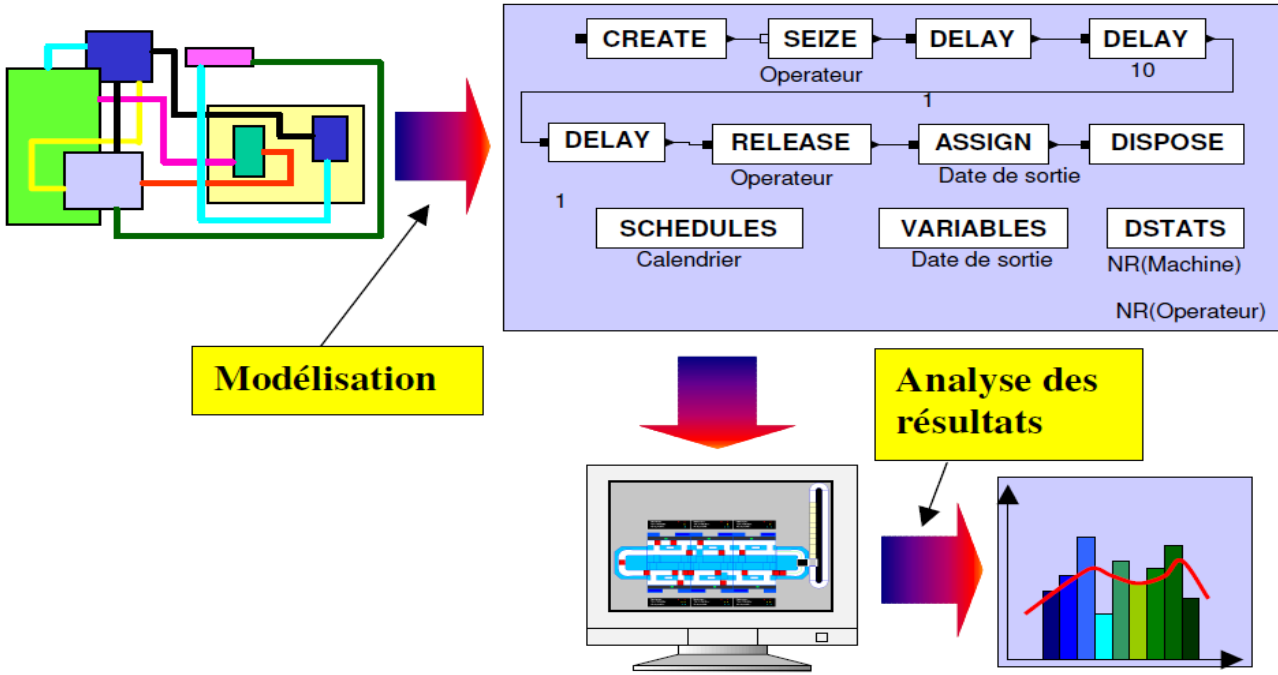 CREATE SEIZE DELAY DELAY
Operateur 10
1
DELAY RELEASE ASSIGN DISPOSE
Operateur Date de sortie
1
SCHEDULES VARIABLES DSTATS
Calendrier Date de sortie NR(Machine)
NR(Operateur)
Modélisation
Analyse des
résultats